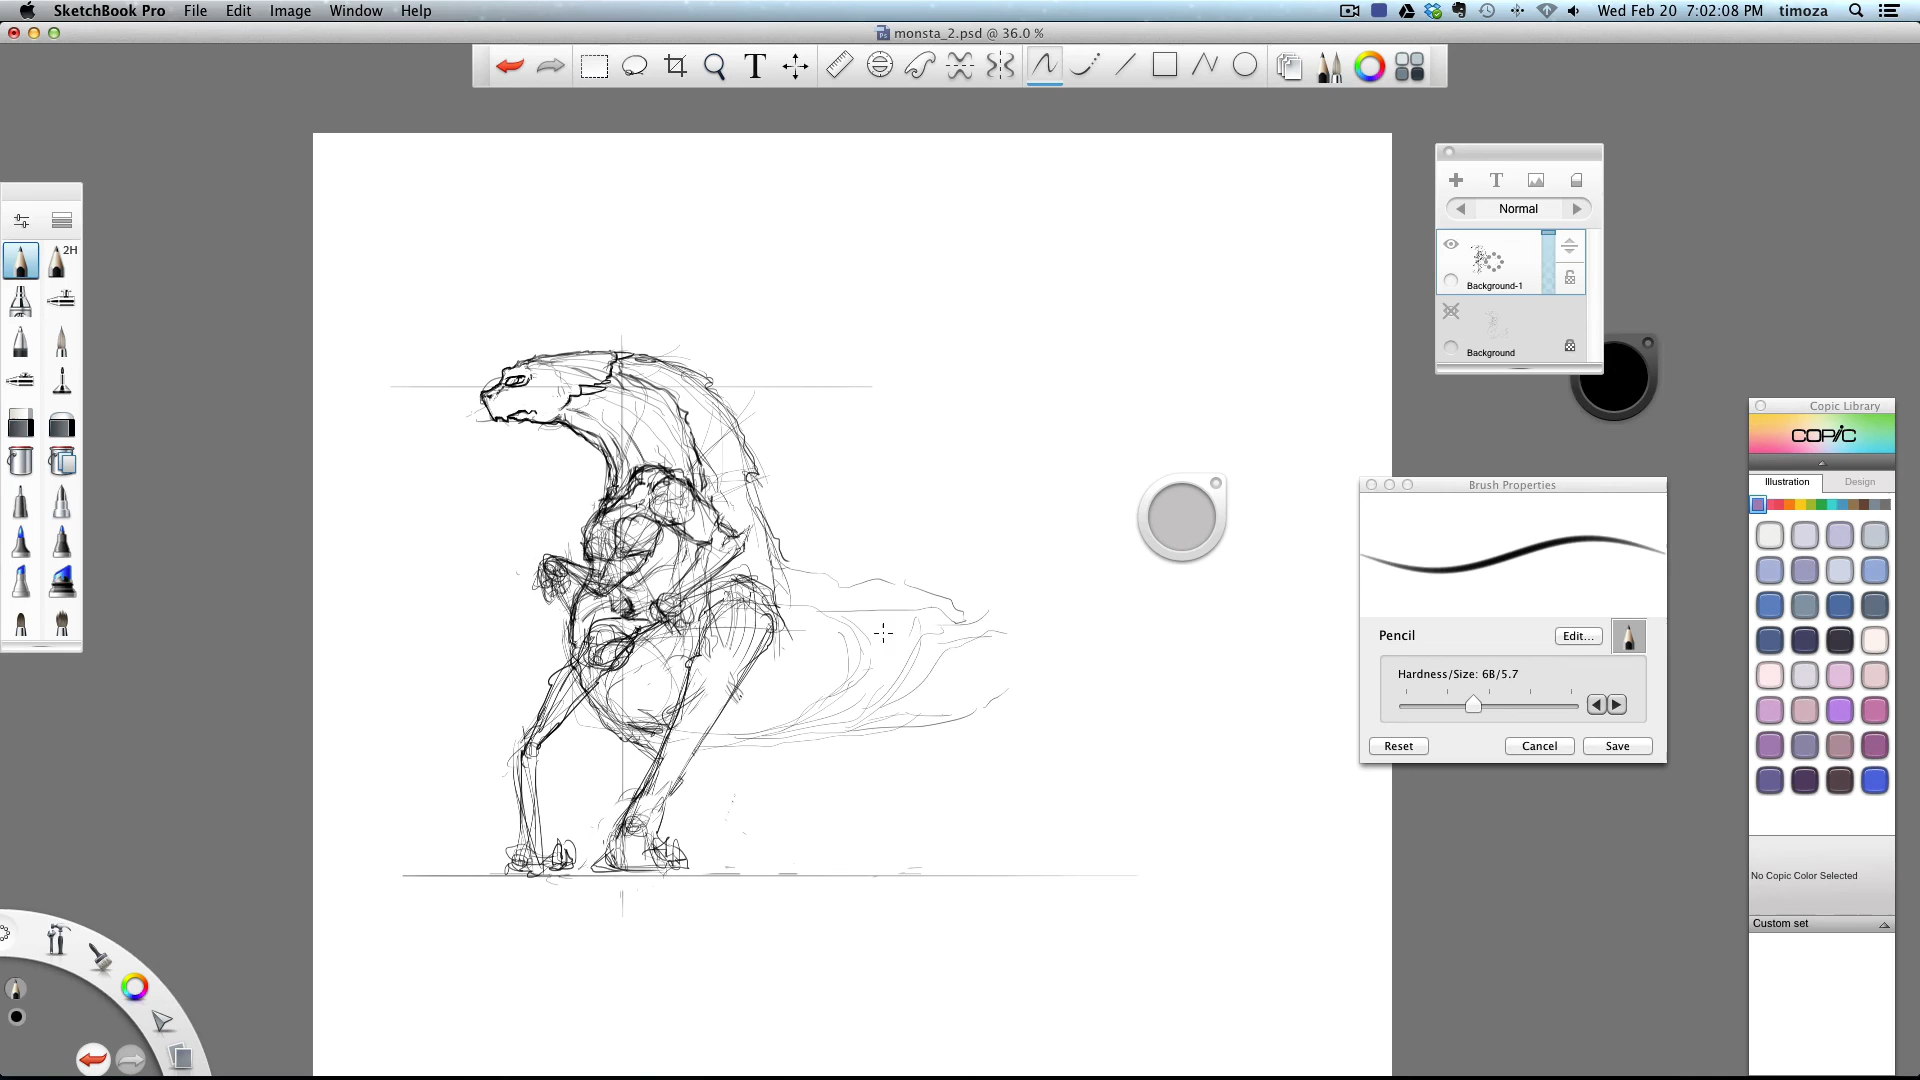 SketchBook Pro File Edit Image Window Help
Wed Feb 20 7:02:08 PM timoza
monsta_2.psd @ 36.0 %
T
2H
T
Normal
Background-1
Background
Copic Library
COPIC
Illustration Design
Brush Properties
Pencil Edit...
Hardness/Size: 6B/5.7
Reset Cancel Save
No Copic Color Selected
Custom set